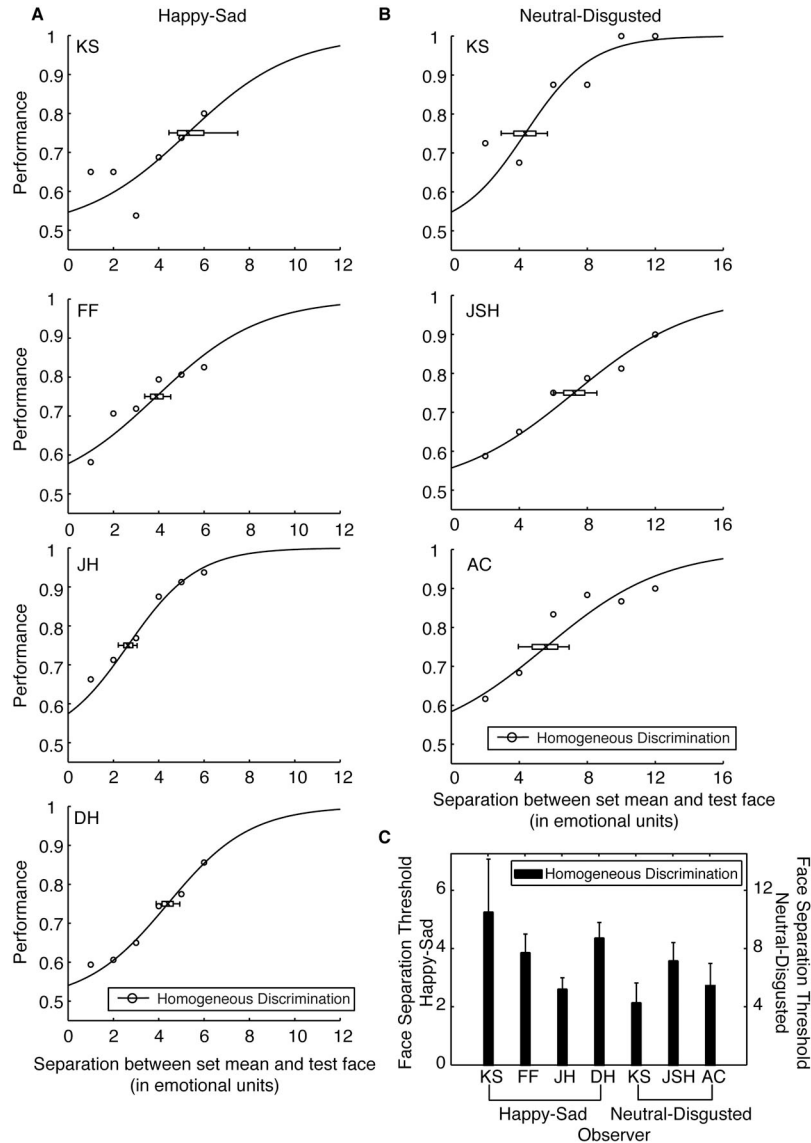 A
Happy-Sad
KS
Performance
1
0.9
0.8
0.7
0.6
0.5
0 2 4 6 8 10 12
FF
Performance
1
0.9
0.8
0.7
0.6
0.5
0 2 4 6 8 10 12
JH
Performance
1
0.9
0.8
0.7
0.6
0.5
0 2 4 6 8 10 12
DH
Performance
1
0.9
0.8
0.7
0.6
0.5
Homogeneous Discrimination
0 2 4 6 8 10 12
Separation between set mean and test face
(in emotional units)
B
Neutral-Disgusted
KS
1
0.9
0.8
0.7
0.6
0.5
0 4 8 12 16
JSH
1
0.9
0.8
0.7
0.6
0.5
0 4 8 12 16
AC
1
0.9
0.8
0.7
0.6
0.5
Homogeneous Discrimination
0 4 8 12 16
Separation between set mean and test face
(in emotional units)
C
Face Separation Threshold
Happy-Sad
6
4
2
0
Homogeneous Discrimination
12
8
4
Face Separation Threshold
Neutral-Disgusted
KS FF JH DH KS JSH AC
Happy-Sad Neutral-Disgusted
Observer